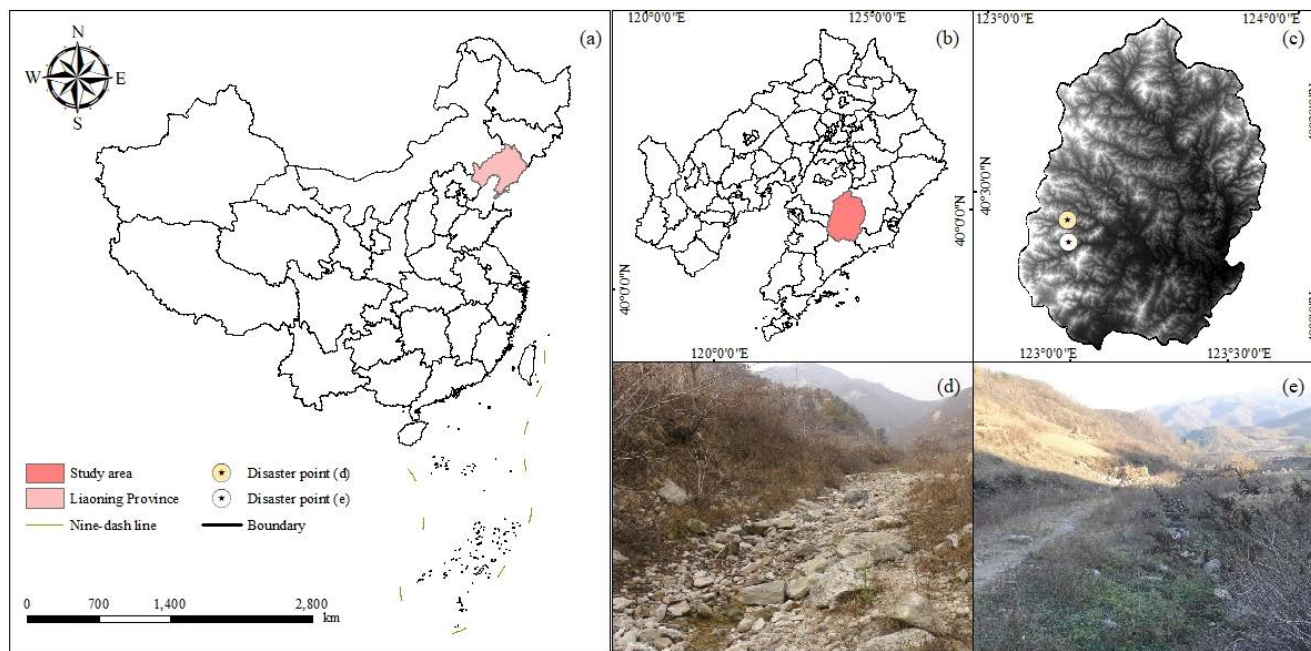 (a)
N
W
E
S
Study area
Disaster point (d)
Liaoning Province
Disaster point (e)
Nine-dash line
Boundary
0
700
1,400
2,800
km
120°0'0"E
125°0'0"E
(b)
40°0'0"N
40°0'0"N
120°0'0"E
123°0'0"E
124°0'0"E
(c)
40°30'0"N
123°0'0"E
123°30'0"E
(d)
(e)